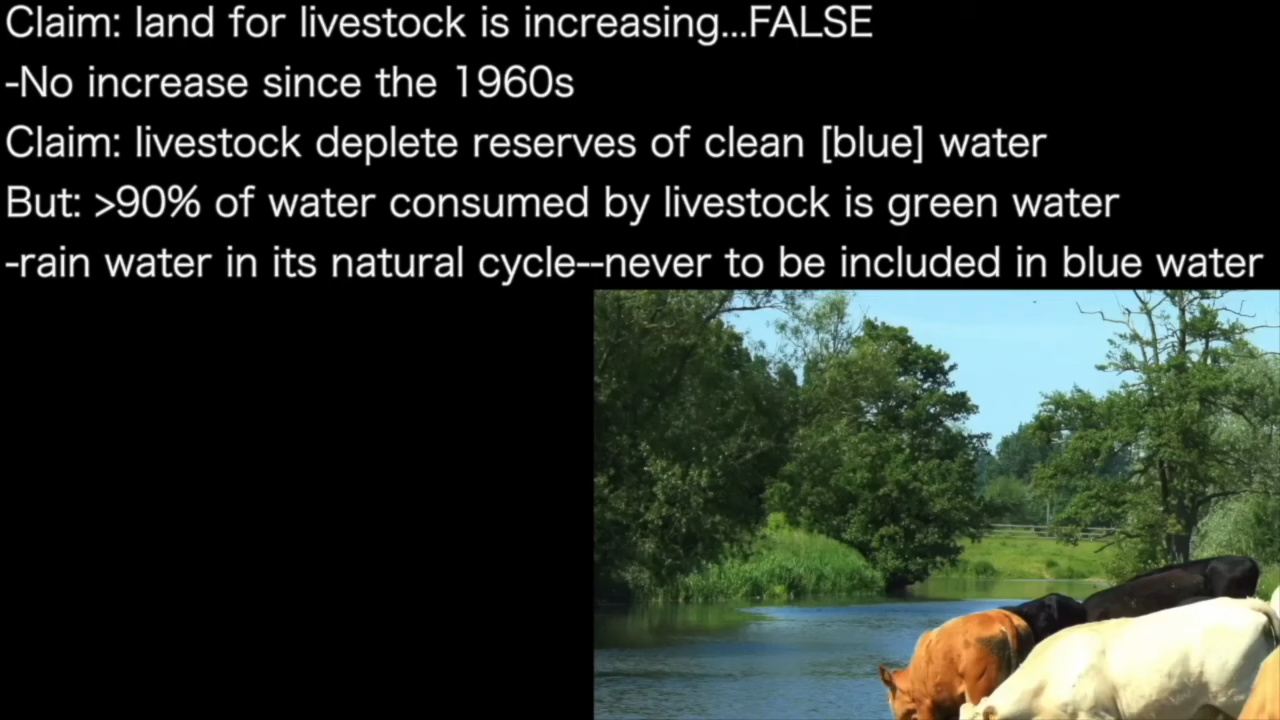 Claim: land for livestock is increasing...FALSE
-No increase since the 1960s
Claim: livestock deplete reserves of clean [blue] water
But: >90% of water consumed by livestock is green water
-rain water in its natural cycle--never to be included in blue water